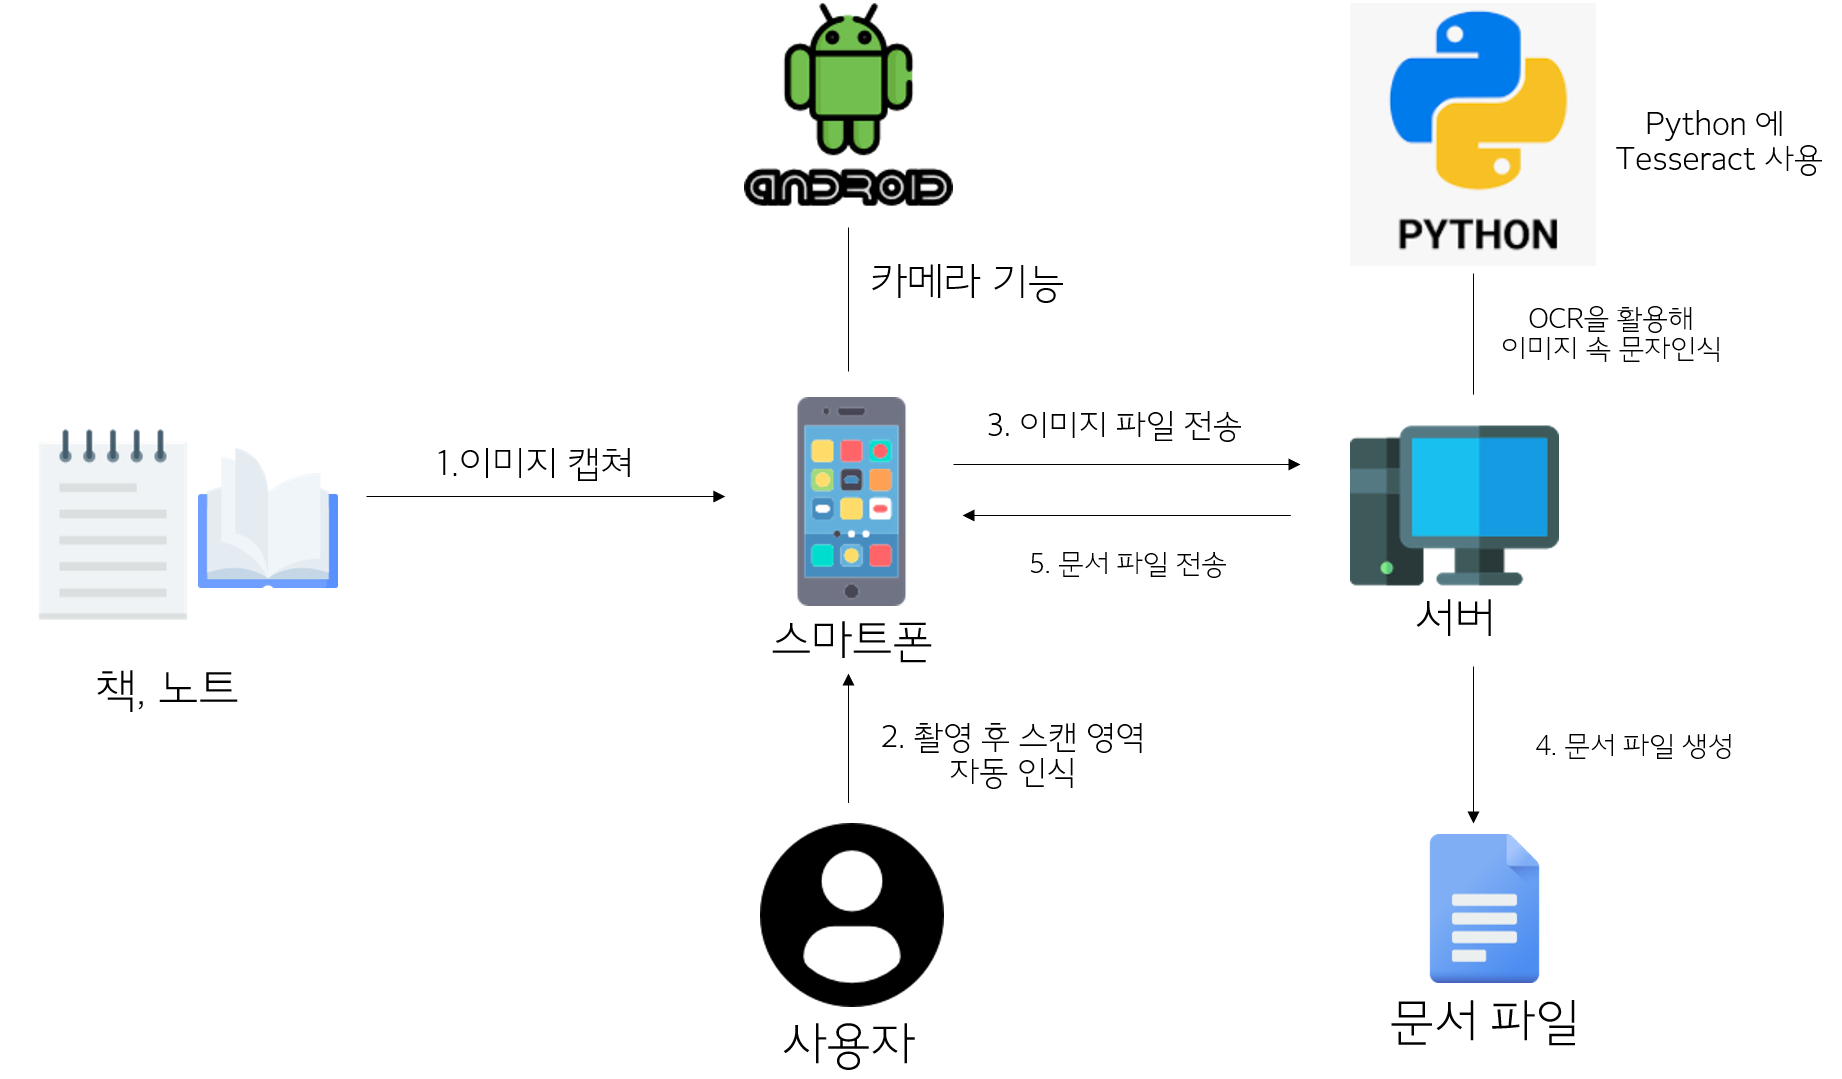 ANDROID
PYTHON
Python 에
Tesseract 사용
카메라 기능
OCR을 활용해
이미지 속 문자인식
1.이미지 캡쳐
3. 이미지 파일 전송
5. 문서 파일 전송
스마트폰
서버
책, 노트
2. 촬영 후 스캔 영역
자동 인식
4. 문서 파일 생성
사용자
문서 파일